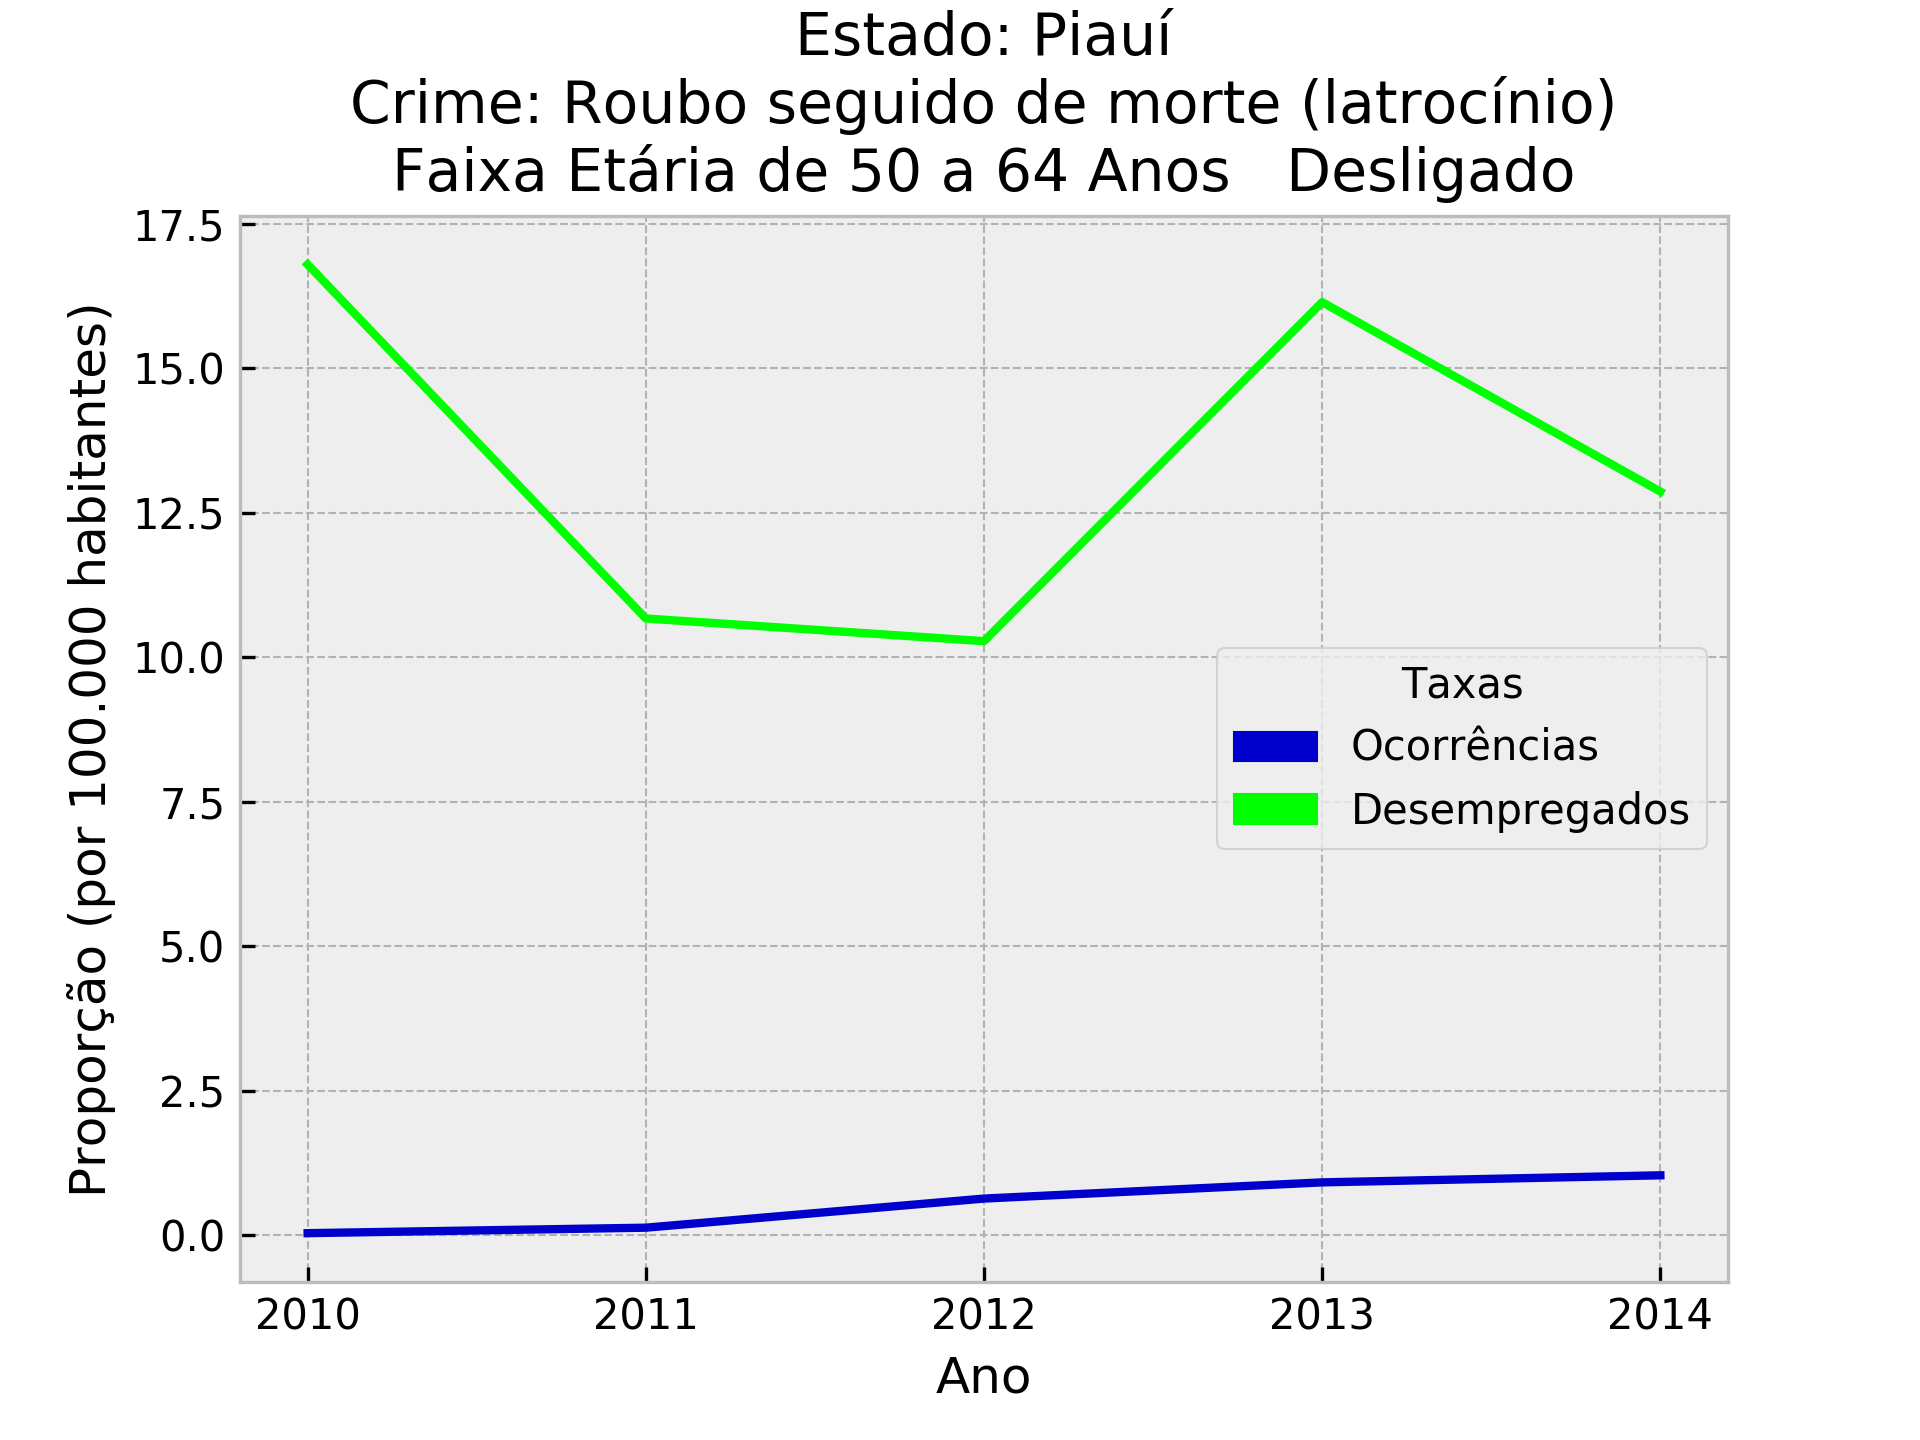 Estado: Piauí
Crime: Roubo seguido de morte (latrocínio)
Faixa Etária de 50 a 64 Anos   Desligado
Proporção (por 100.000 habitantes)
17.5
15.0
12.5
10.0
7.5
5.0
2.5
0.0
Taxas
Ocorrências
Desempregados
2010 2011 2012 2013 2014
Ano